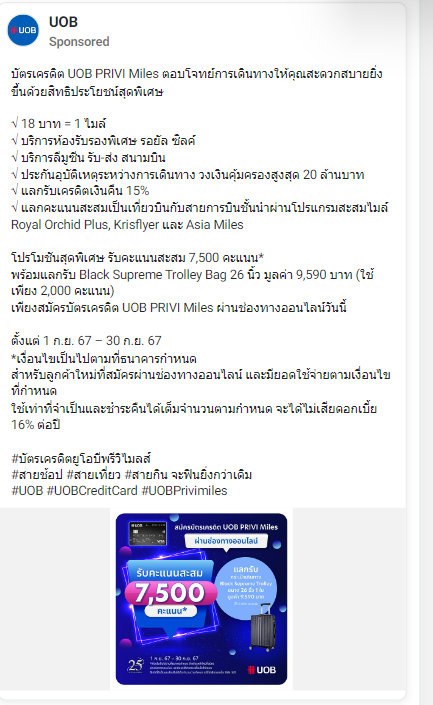 UOB
Sponsored
บัตรเครดิต UOB PRIVI Miles ตอบโจทย์การเดินทางให้คุณสะดวกสบายยิ่ง
ขึ้นด้วยสิทธิประโยชน์สุดพิเศษ
√ 18 บาท = 1 ไมล์
√ บริการห้องรับรองพิเศษ รอยัล ซิลค์
√ บริการลีมูซีน รับ-ส่ง สนามบิน
√ ประกันอุบัติเหตุระหว่างการเดินทาง วงเงินคุ้มครองสูงสุด 20 ล้านบาท
√ แลกรับเครดิตเงินคืน 15%
√ แลกคะแนนสะสมเป็นเที่ยวบินกับสายการบินชั้นนำผ่านโปรแกรมสะสมไมล์
Royal Orchid Plus, Krisflyer และ Asia Miles
โปรโมชันสุดพิเศษ รับคะแนนสะสม 7,500 คะแนน*
พร้อมแลกรับ Black Supreme Trolley Bag 26 นิ้ว มูลค่า 9,590 บาท (ใช้
เพียง 2,000 คะแนน)
เพียงสมัครบัตรเครดิต UOB PRIVI Miles ผ่านช่องทางออนไลน์วันนี้
ตั้งแต่ 1 ก.ย. 67 – 30 ก.ย. 67
*เงื่อนไขเป็นไปตามที่ธนาคารกำหนด
สำหรับลูกค้าใหม่ที่สมัครผ่านช่องทางออนไลน์ และมียอดใช้จ่ายตามเงื่อนไข
ที่กำหนด
ใช้เท่าที่จำเป็นและชำระคืนได้เต็มจำนวนตามกำหนด จะได้ไม่เสียดอกเบี้ย
16% ต่อปี
#บัตรเครดิตยูโอบีพรีวิไมลส์
#สายช้อป #สายเที่ยว #สายกิน จะฟินยิ่งกว่าเดิม
#UOB #UOBCreditCard #UOBPrivimiles
สมัครบัตรเครดิต UOB PRIVI Miles
ผ่านช่องทางออนไลน์
รับคะแนนสะสม
7,500
คะแนน*
แลกรับ
กระเป๋าเดินทาง
Black Supreme Trolley
ขนาด 26 นิ้ว 1 ใบ
มูลค่า 9,590 บาท
25
1 ก.ย. 67 – 30 ก.ย. 67
UOB